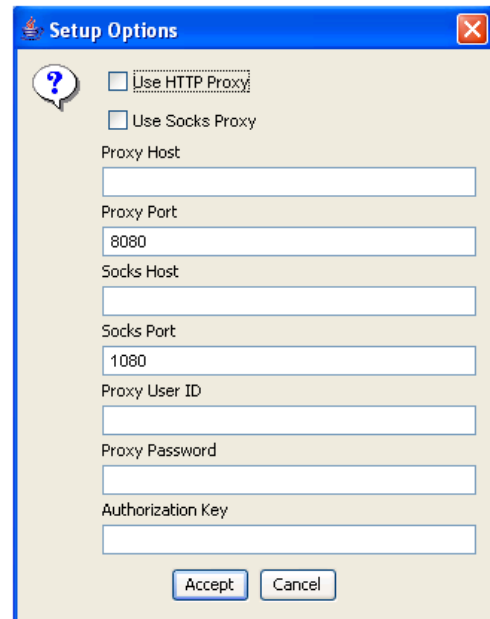 Setup Options
Use HTTP Proxy
Use Socks Proxy
Proxy Host
Proxy Port
8080
Socks Host
Socks Port
1080
Proxy User ID
Proxy Password
Authorization Key
Accept Cancel